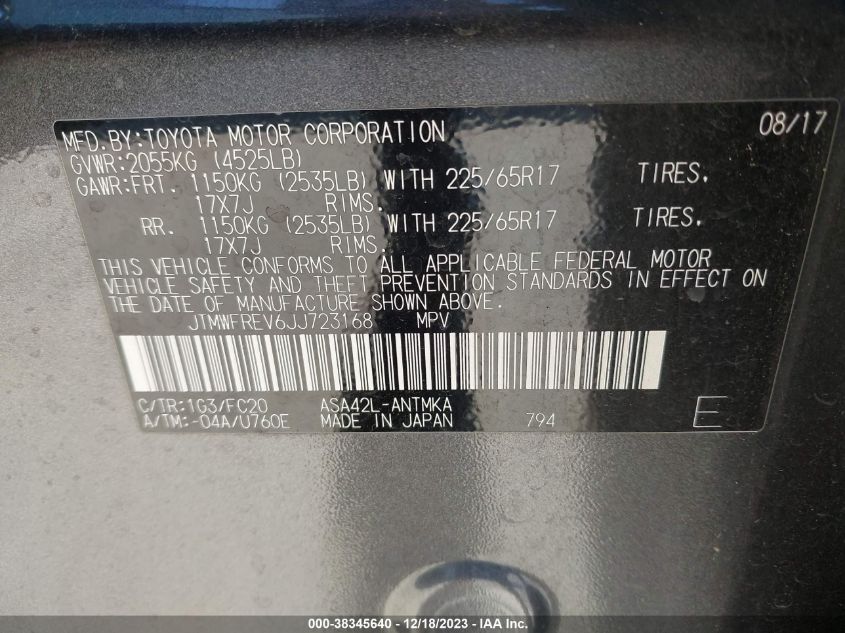 MFD.BY:TOYOTA MOTOR CORPORATION 08/17
GVWR:2055KG (4525LB)
GAWR:FRT. 1150KG (2535LB) WITH 225/65R17 TIRES.
17X7J RIMS.
RR. 1150KG (2535LB) WITH 225/65R17 TIRES.
17X7J RIMS.
THIS VEHICLE CONFORMS TO ALL APPLICABLE FEDERAL MOTOR
VEHICLE SAFETY AND THEFT PREVENTION STANDARDS IN EFFECT ON
THE DATE OF MANUFACTURE SHOWN ABOVE.
JTMWFREV6JJ723168 MPV
C/TR:1G3/FC20 ASA42L-ANTMKA
A/TM:-04A/U760E MADE IN JAPAN 794 E
000-38345640 - 12/18/2023 - IAA, Inc.